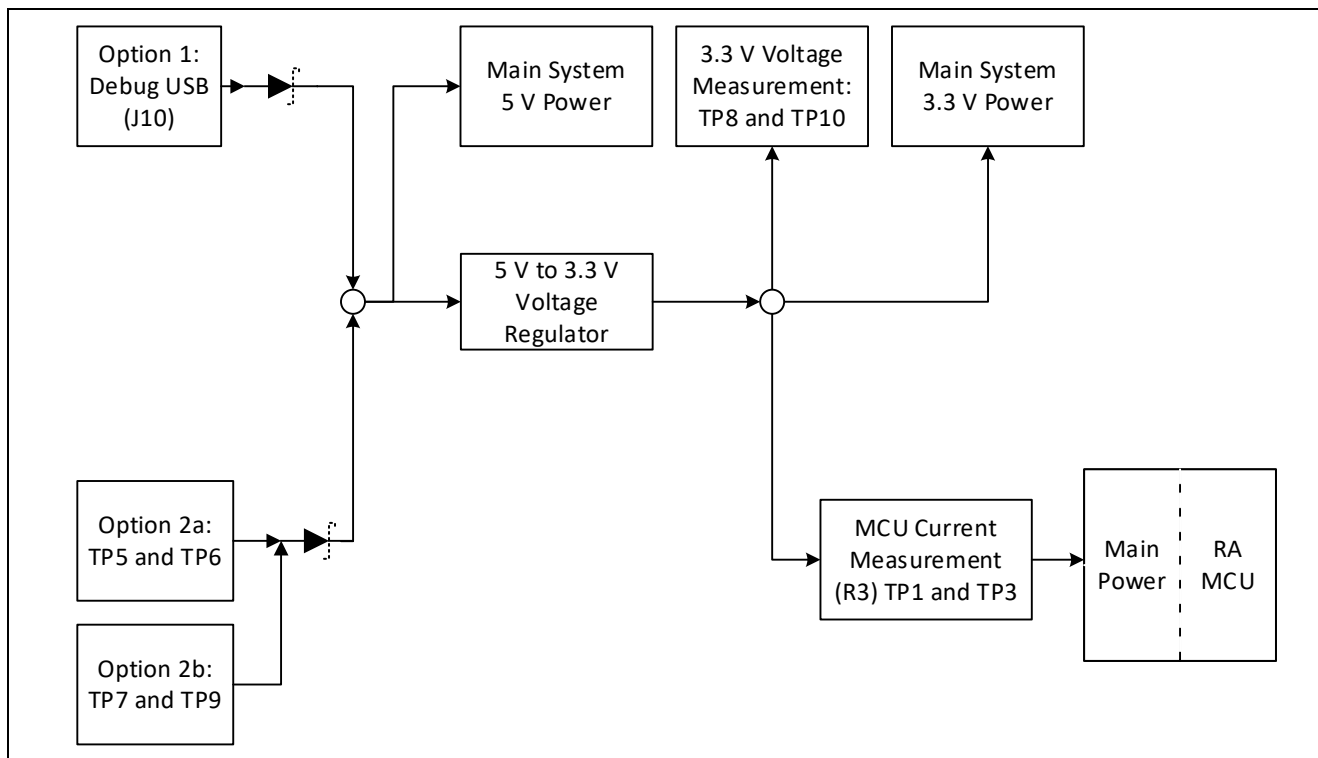 Option 1:
Debug USB
(J10)
Main System
5 V Power
3.3 V Voltage
Measurement:
TP8 and TP10
Main System
3.3 V Power
5 V to 3.3 V
Voltage
Regulator
Option 2a:
TP5 and TP6
Option 2b:
TP7 and TP9
MCU Current
Measurement
(R3) TP1 and TP3
Main
Power
RA
MCU